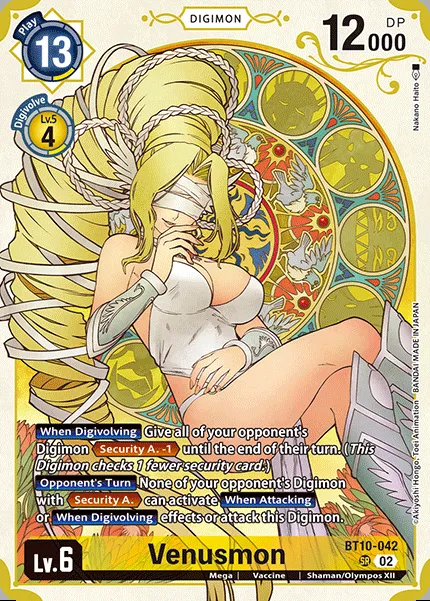 Play
13
DIGIMON
DP
12000
Digivolve
Lv.5
4
Nakano Haito
©Akiyoshi Hongo, Toei Animation ® BANDAI MADE IN JAPAN
When Digivolving Give all of your opponent's
Digimon Security A. -1 until the end of their turn. (This
Digimon checks 1 fewer security card.)
Opponent's Turn None of your opponent's Digimon
with Security A. can activate When Attacking
or When Digivolving effects or attack this Digimon.
BT10-042
Lv.6
Venusmon
SR 02
Mega | Vaccine | Shaman/Olympos XII